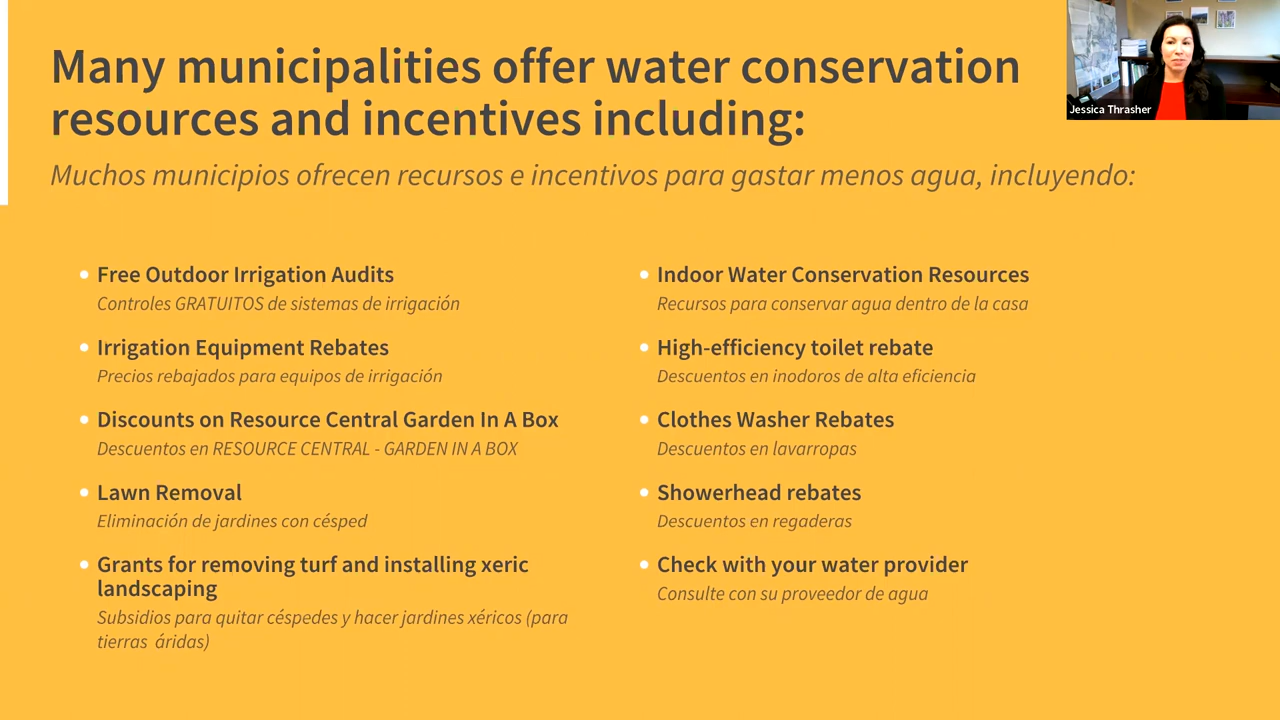 Many municipalities offer water conservation
resources and incentives including:
Muchos municipios ofrecen recursos e incentivos para gastar menos agua, incluyendo:
Jessica Thrasher
Free Outdoor Irrigation Audits
Controles GRATUITOS de sistemas de irrigación
Irrigation Equipment Rebates
Precios rebajados para equipos de irrigación
Discounts on Resource Central Garden In A Box
Descuentos en RESOURCE CENTRAL - GARDEN IN A BOX
Lawn Removal
Eliminación de jardines con césped
Grants for removing turf and installing xeric
landscaping
Subsidios para quitar céspedes y hacer jardines xéricos (para
tierras áridas)
Indoor Water Conservation Resources
Recursos para conservar agua dentro de la casa
High-efficiency toilet rebate
Descuentos en inodoros de alta eficiencia
Clothes Washer Rebates
Descuentos en lavarropas
Showerhead rebates
Descuentos en regaderas
Check with your water provider
Consulte con su proveedor de agua